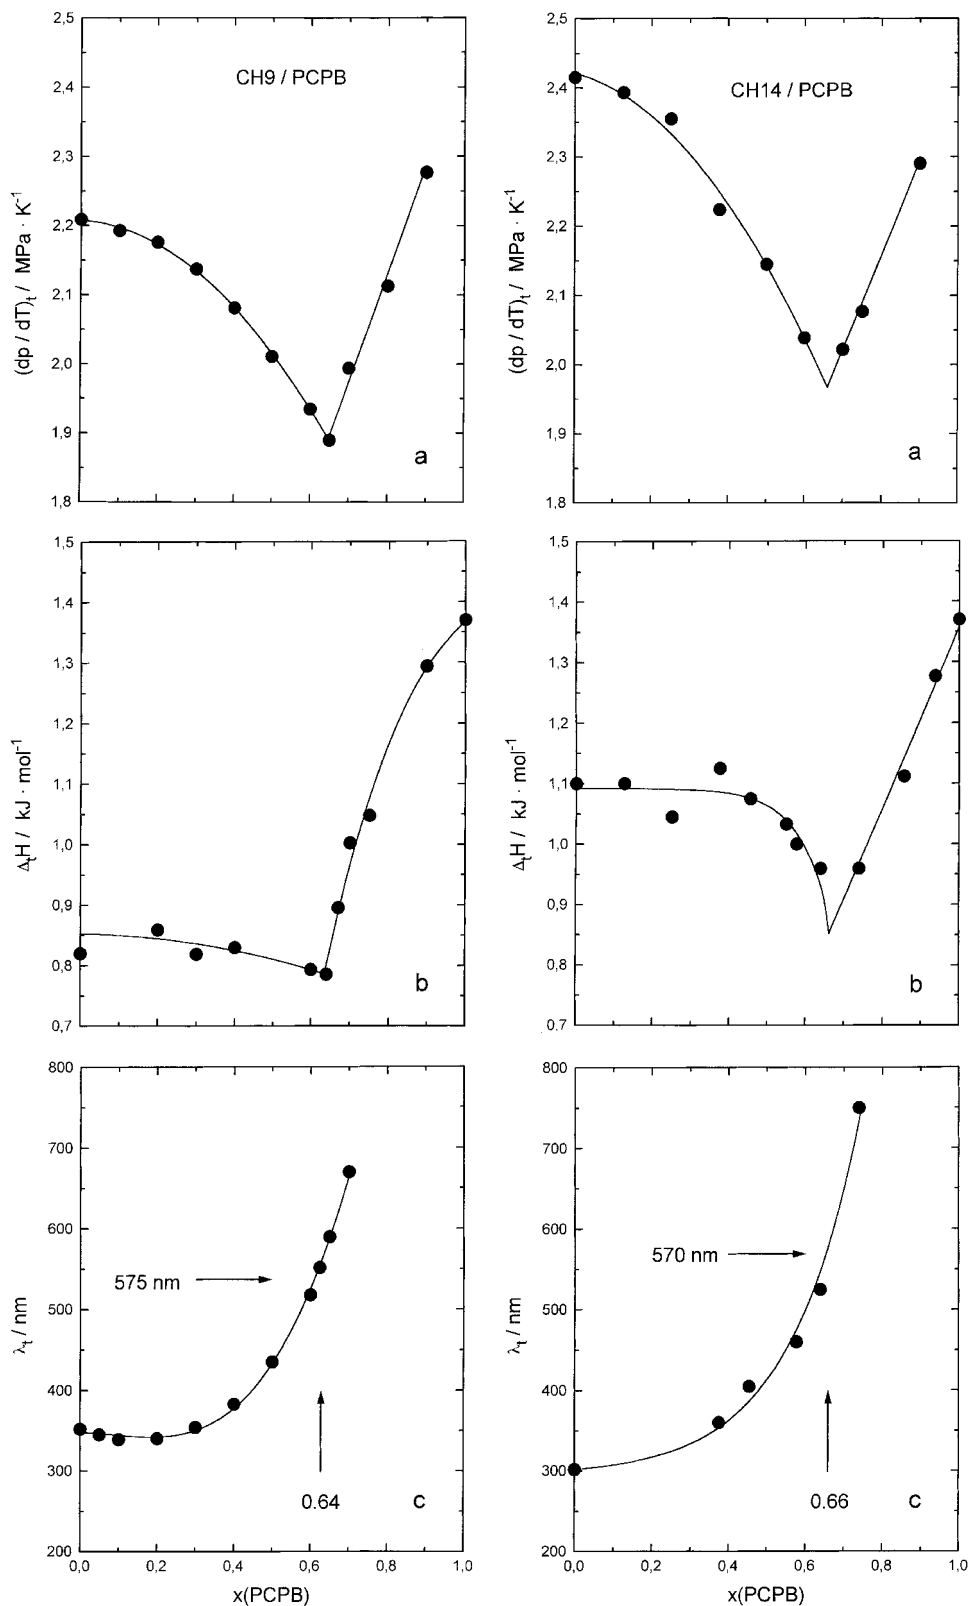 CH9 / PCPB
2,5
2,4
2,3
2,2
2,1
2,0
1,9
1,8
(dp / dT)t / MPa · K⁻¹
a
CH14 / PCPB
2,5
2,4
2,3
2,2
2,1
2,0
1,9
1,8
(dp / dT)t / MPa · K⁻¹
a
1,5
1,4
1,3
1,2
1,1
1,0
0,9
0,8
0,7
ΔtH / kJ · mol⁻¹
b
1,5
1,4
1,3
1,2
1,1
1,0
0,9
0,8
0,7
ΔtH / kJ · mol⁻¹
b
800
700
600
500
400
300
200
λt / nm
575 nm
0.64
c
0,0 0,2 0,4 0,6 0,8 1,0
x(PCPB)
800
700
600
500
400
300
200
λt / nm
570 nm
0.66
c
0,0 0,2 0,4 0,6 0,8 1,0
x(PCPB)